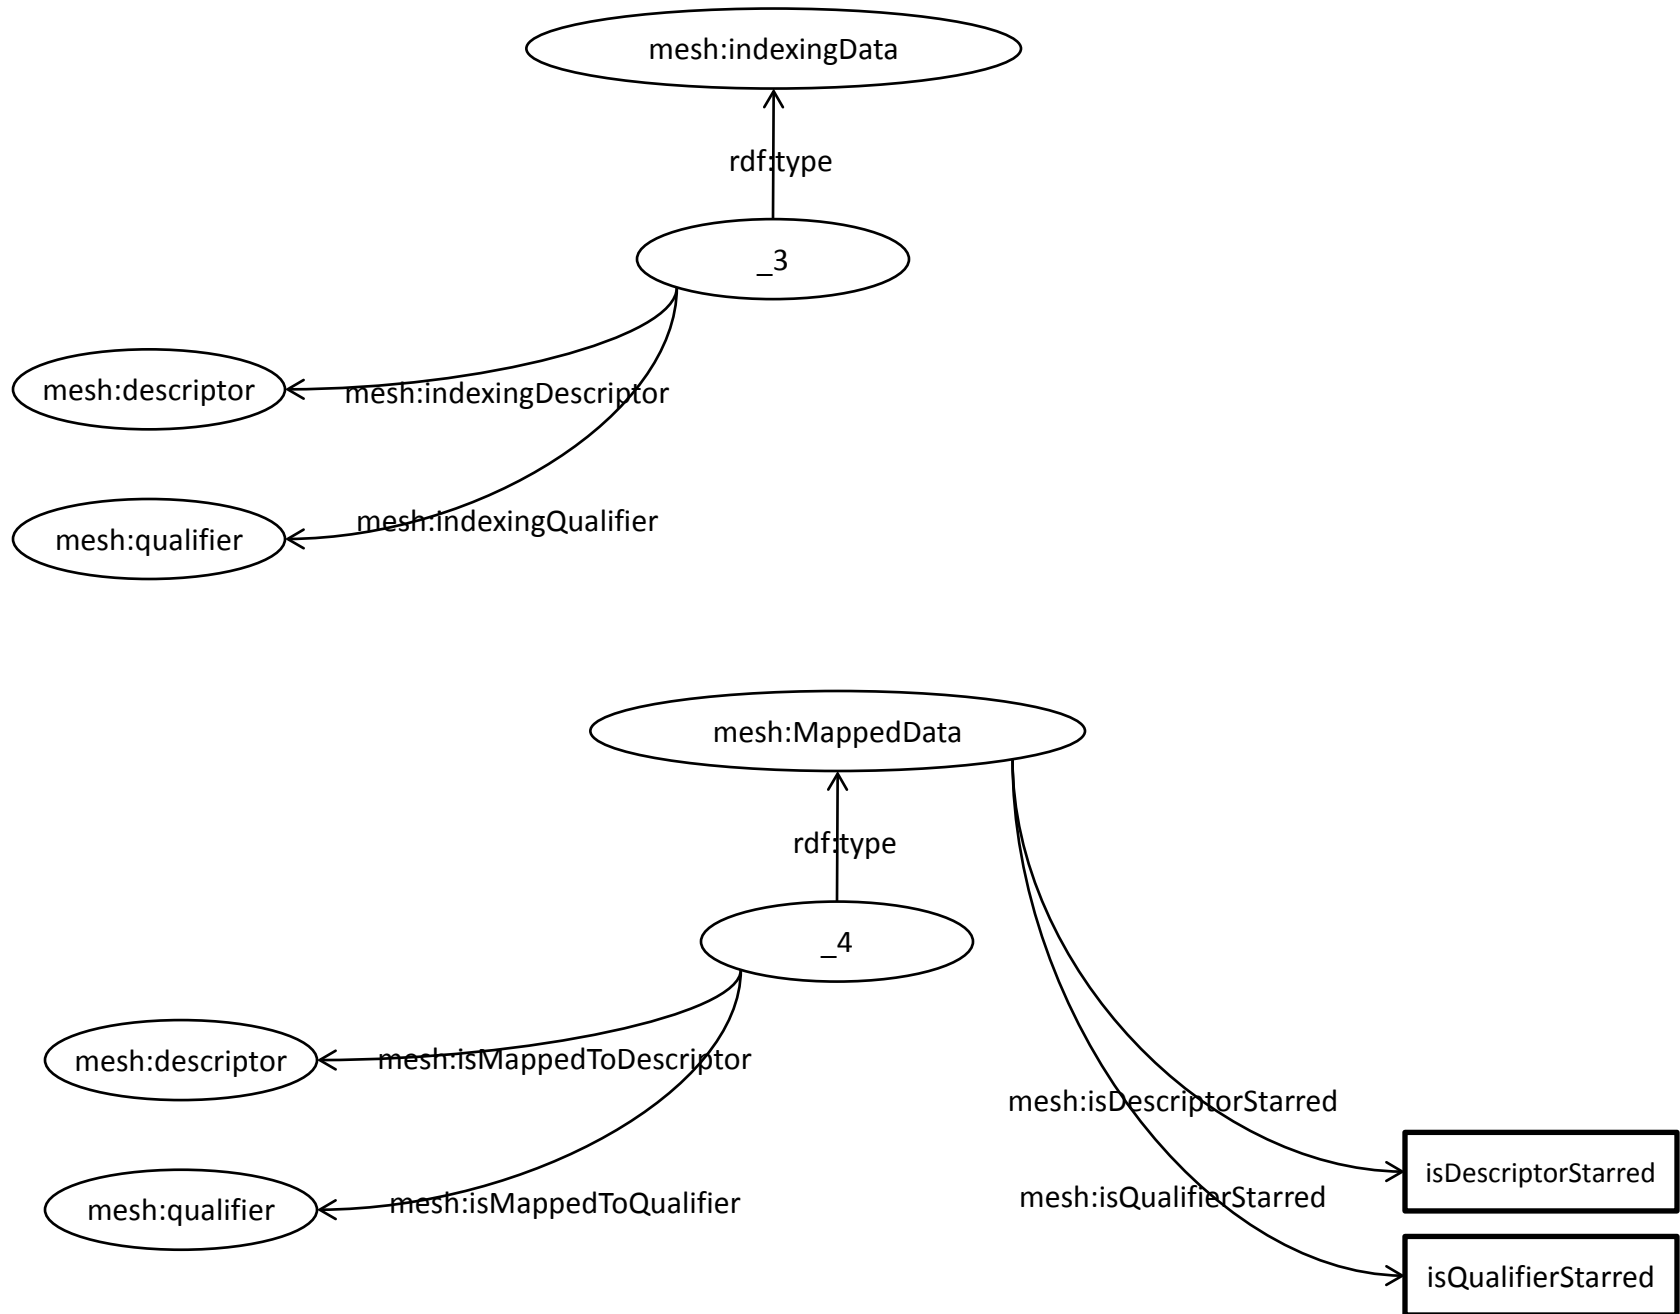 mesh:indexingData
rdf:type
_3
mesh:descriptor
mesh:indexingDescriptor
mesh:indexingQualifier
mesh:qualifier
mesh:MappedData
rdf:type
_4
mesh:descriptor
mesh:isMappedToDescriptor
mesh:isDescriptorStarred
isDescriptorStarred
mesh:qualifier
mesh:isMappedToQualifier
mesh:isQualifierStarred
isQualifierStarred